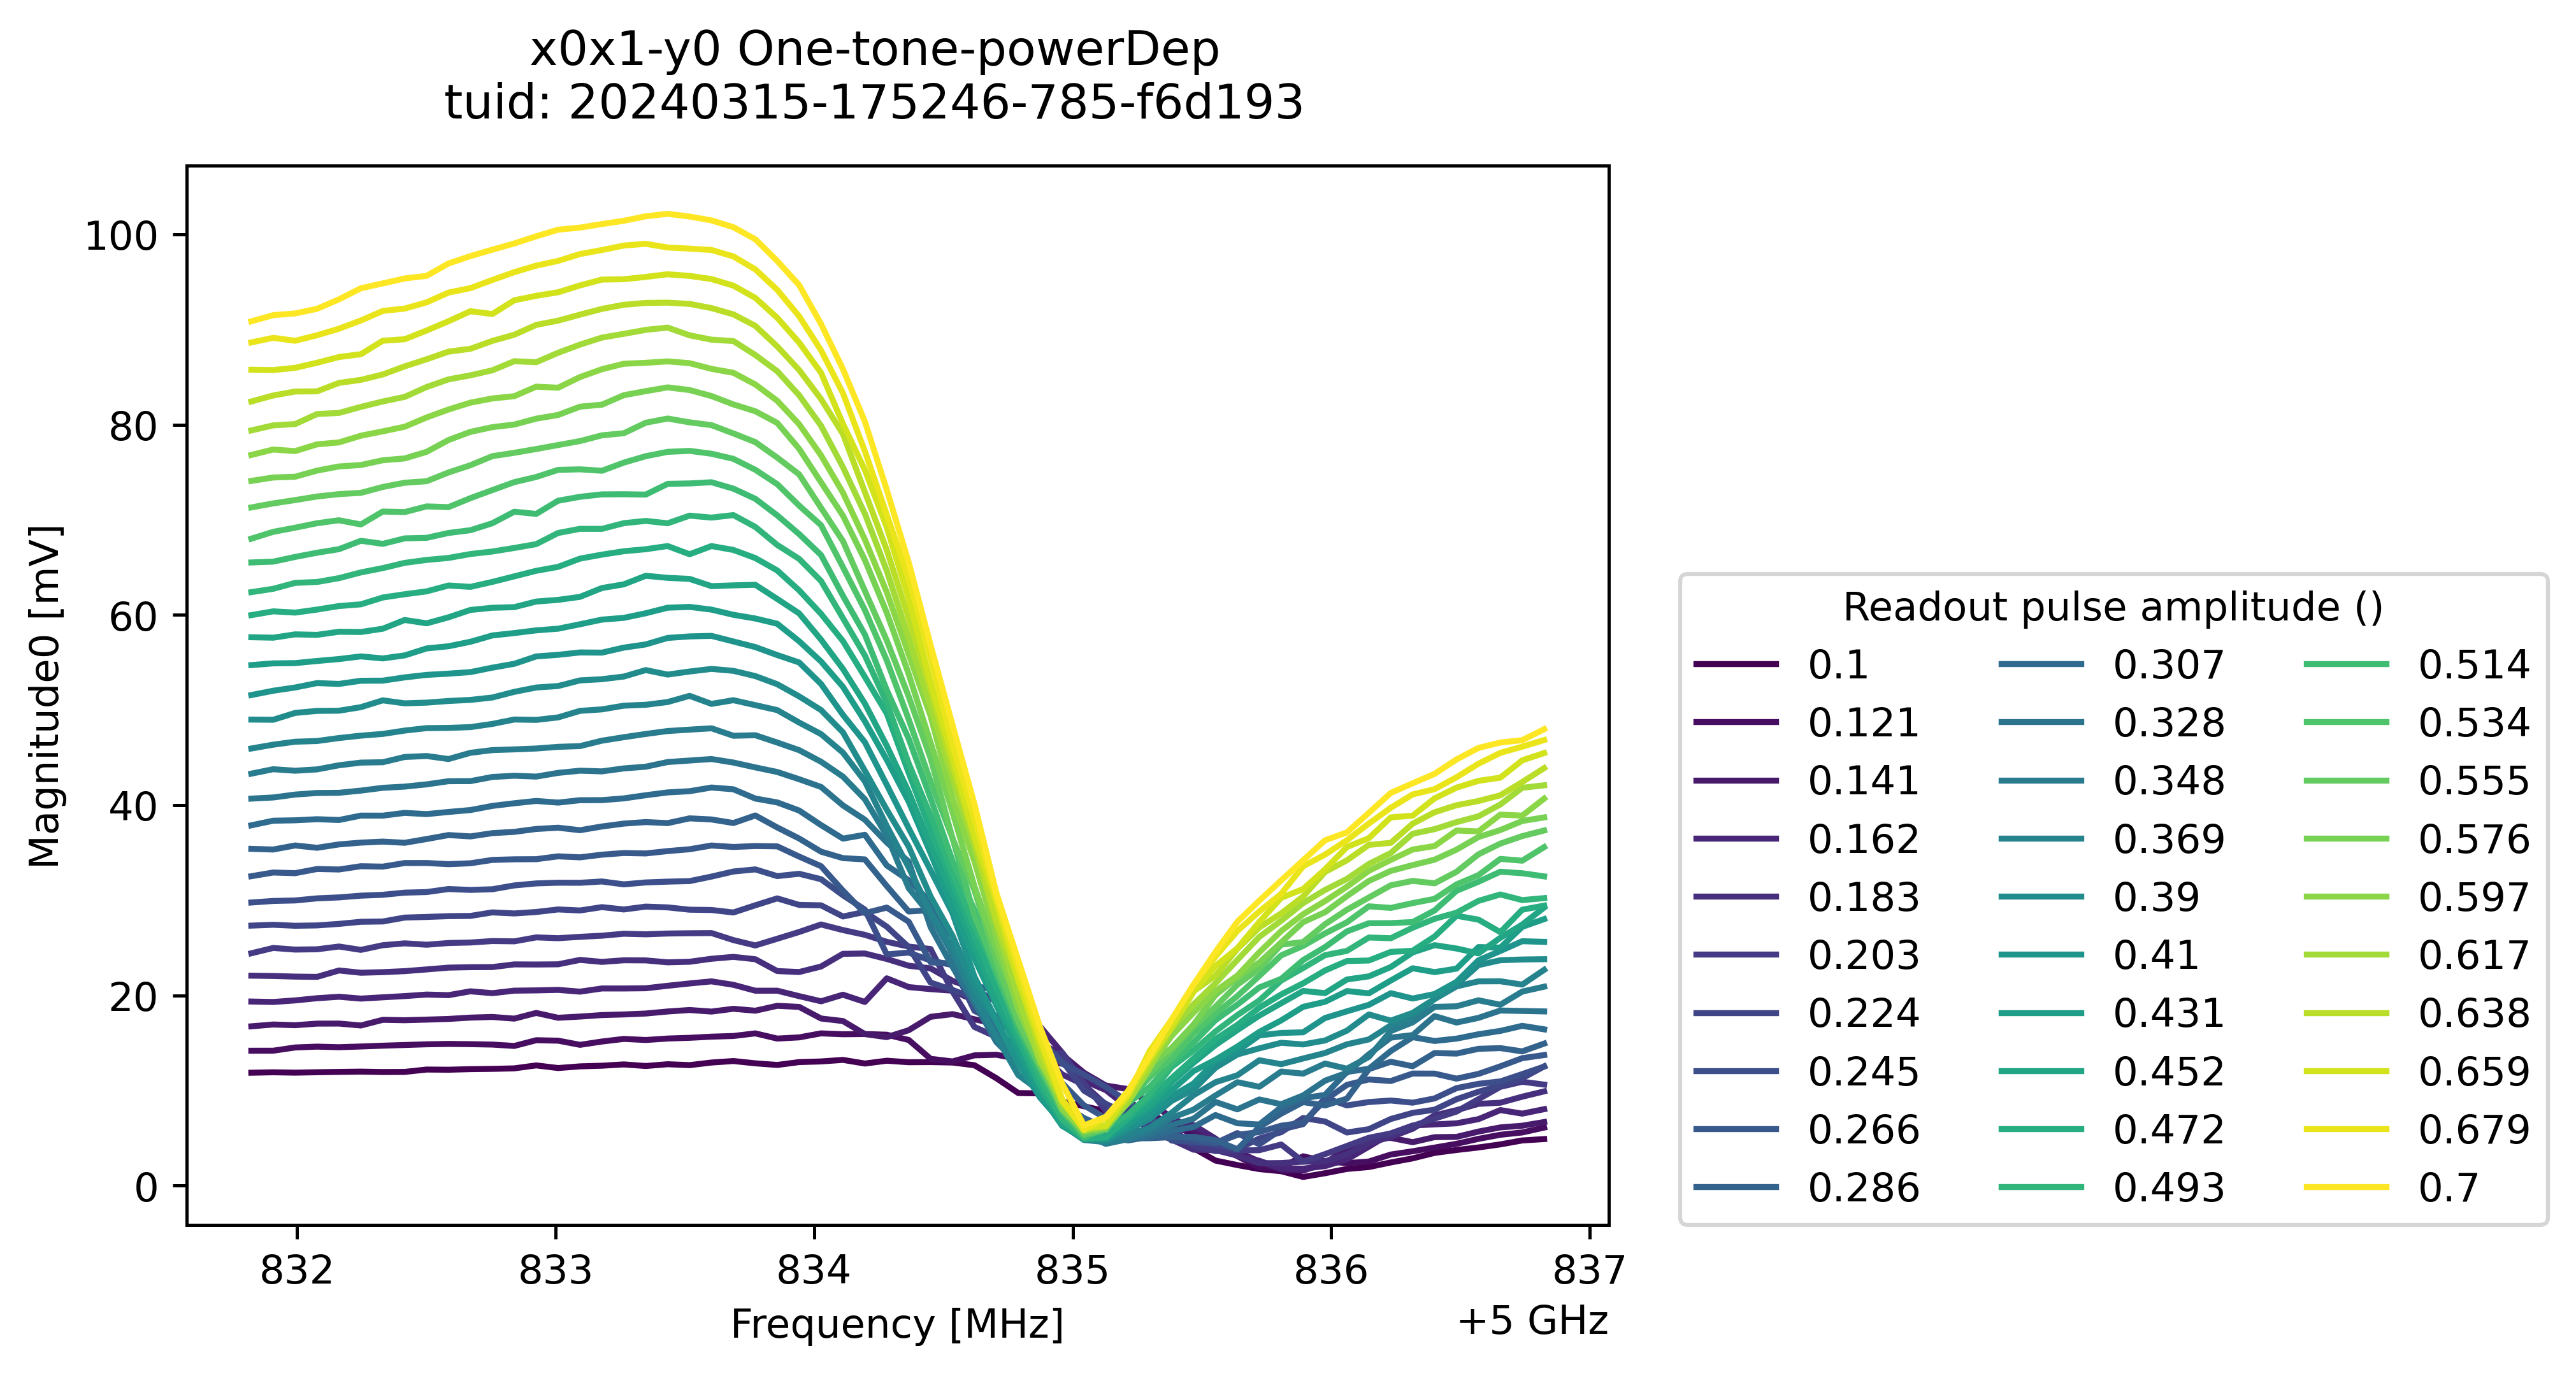 x0x1-y0 One-tone-powerDep
tuid: 20240315-175246-785-f6d193
100
80
60
40
20
0
Magnitude0 [mV]
832 833 834 835 836 837
Frequency [MHz]
+5 GHz
Readout pulse amplitude ()
0.1 0.307 0.514
0.121 0.328 0.534
0.141 0.348 0.555
0.162 0.369 0.576
0.183 0.39 0.597
0.203 0.41 0.617
0.224 0.431 0.638
0.245 0.452 0.659
0.266 0.472 0.679
0.286 0.493 0.7